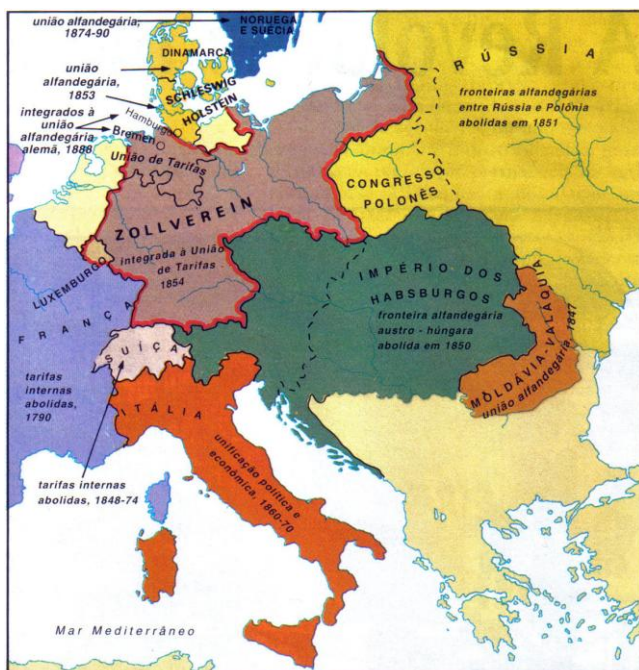 união alfandegária,
1874-90
NORUEGA
E SUÉCIA
DINAMARCA
união
alfandegária,
1853
SCHLESWIG
HOLSTEIN
integrados à
união
alfandegária
alemã, 1888
Hamburgo
Bremen
União de Tarifas
RÚSSIA
fronteiras alfandegárias
entre Rússia e Polônia
abolidas em 1851
CONGRESSO
POLONÊS
ZOLLVEREIN
integrada à União
de Tarifas
1854
LUXEMBURGO
IMPÉRIO DOS
HABSBURGOS
fronteira alfandegária
austro - húngara
abolida em 1850
MOLDÁVIA, VALÁQUIA
união alfandegária, 1847
FRANÇA
tarifas
internas
abolidas,
1790
SUÍÇA
ITÁLIA
unificação política e
econômica, 1860-70
tarifas internas
abolidas, 1848-74
Mar Mediterrâneo